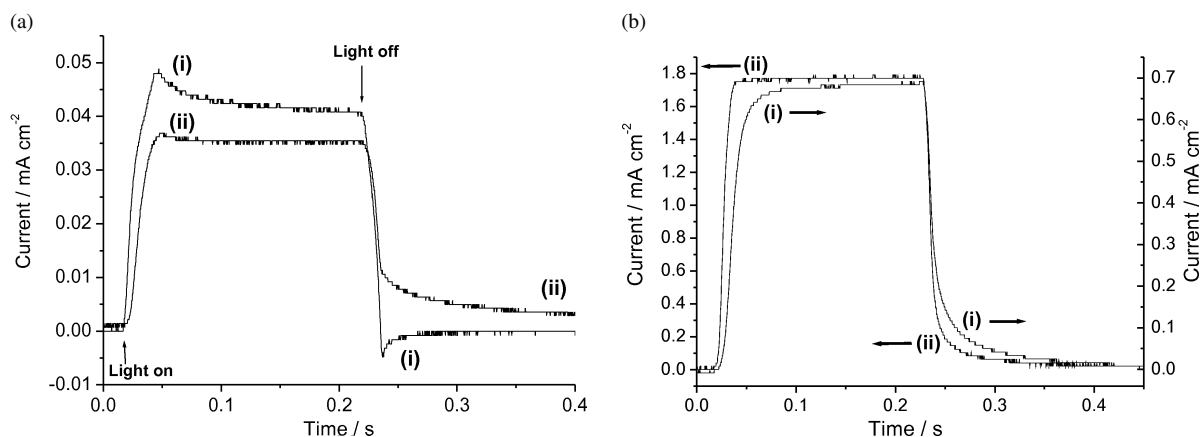 (a)
0.05
0.04
0.03
0.02
0.01
0.00
-0.01
Current / mA cm-2
(i)
(ii)
Light off
Light on
(ii)
(i)
0.0 0.1 0.2 0.3 0.4
Time / s
(b)
1.8
1.6
1.4
1.2
1.0
0.8
0.6
0.4
0.2
0.0
Current / mA cm-2
(ii)
(i)
(i)
(ii)
0.7
0.6
0.5
0.4
0.3
0.2
0.1
0.0
Current / mA cm-2
0.0 0.1 0.2 0.3 0.4
Time / s